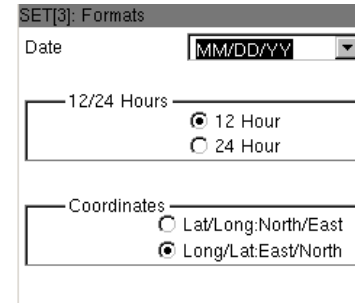 SET[3]: Formats
Date MM/DD/YY
12/24 Hours
12 Hour
24 Hour
Coordinates
Lat/Long:North/East
Long/Lat:East/North